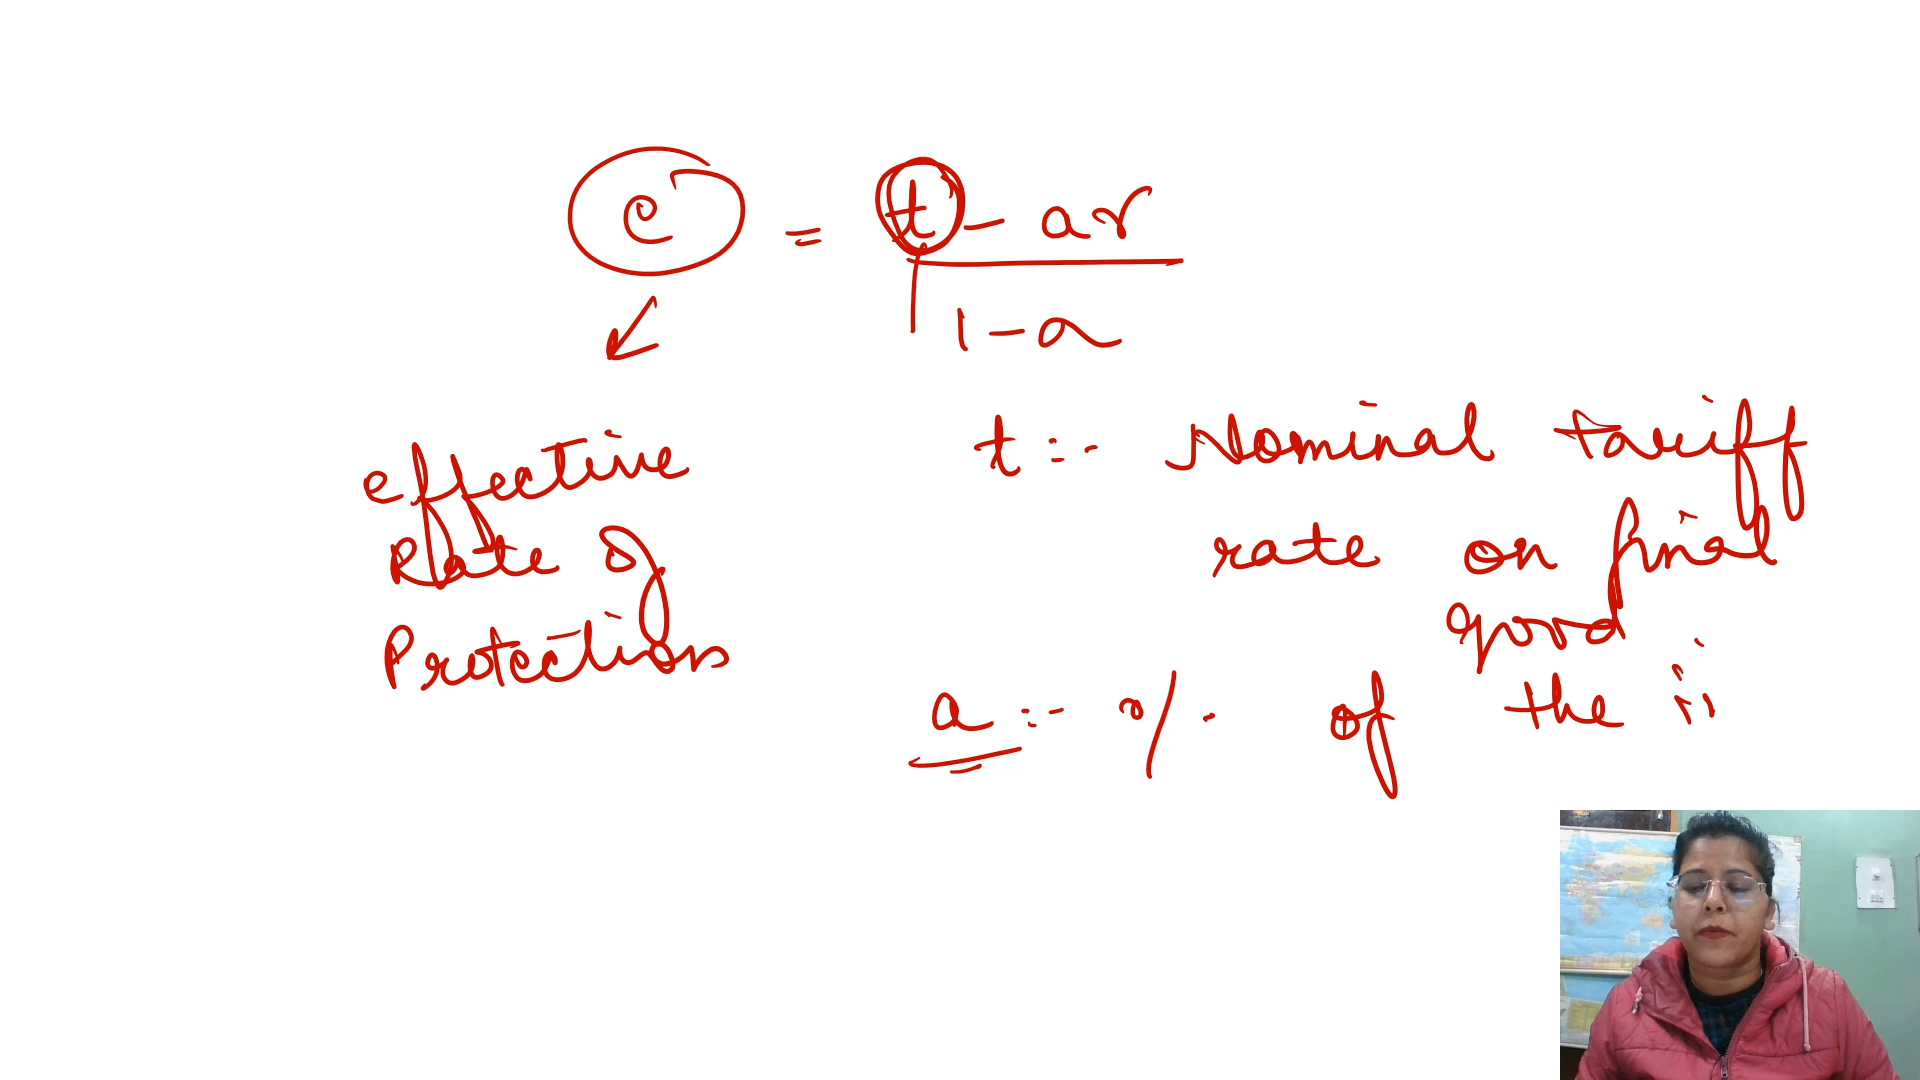 e = t - ar
1 - a
effective
Rate of
Protection
t :- Nominal tariff
rate on final
good
a :- % of the